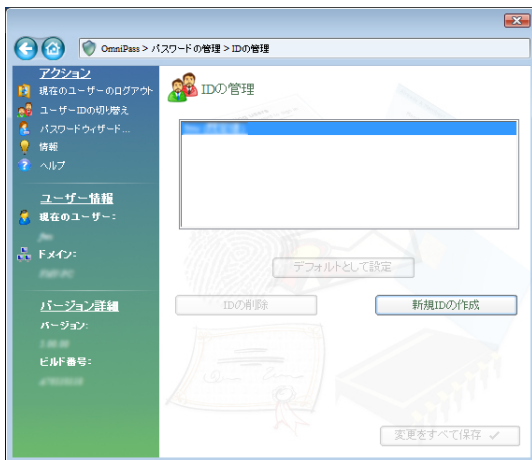 OmniPass > パスワードの管理 > IDの管理
アクション
現在のユーザーのログアウト
ユーザーIDの切り替え
パスワードウィザード...
情報
ヘルプ
ユーザー情報
現在のユーザー:
ドメイン:
バージョン詳細
バージョン:
ビルド番号:
IDの管理
デフォルトとして設定
IDの削除
新規IDの作成
変更をすべて保存 ✓